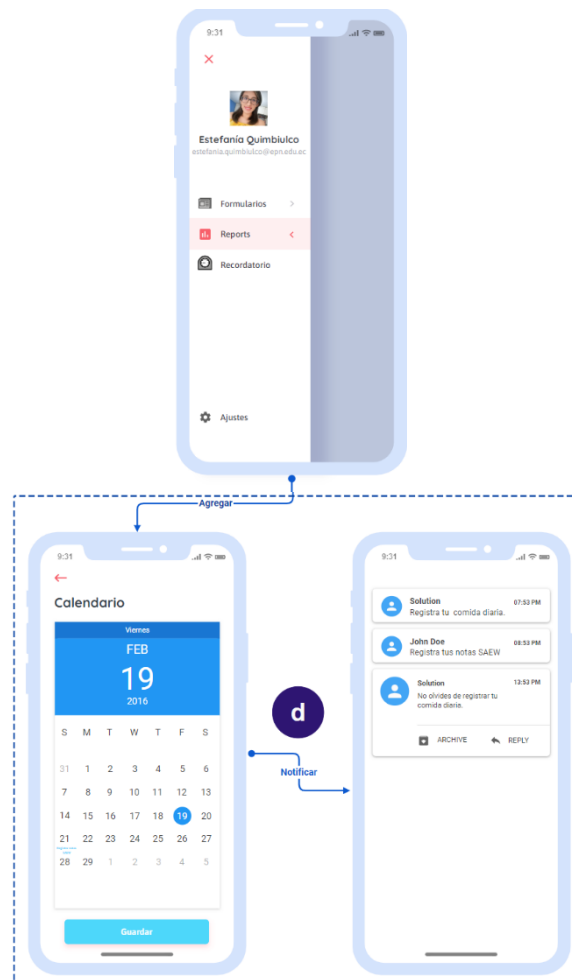 9:31
Estefanía Quimbiulco
estefania.quimbiulco@epn.edu.ec
Formularios
Reports
Recordatorio
Ajustes
Agregar
9:31
Calendario
Viernes
FEB
19
2016
S M T W T F S
31 1 2 3 4 5 6
7 8 9 10 11 12 13
14 15 16 17 18 19 20
21 22 23 24 25 26 27
28 29 1 2 3 4 5
Guardar
d
Notificar
9:31
Solution 07:53 PM
Registra tu comida diaria.
John Doe 08:53 PM
Registra tus notas SAEW
Solution 13:53 PM
No olvides de registrar tu
comida diaria.
ARCHIVE REPLY